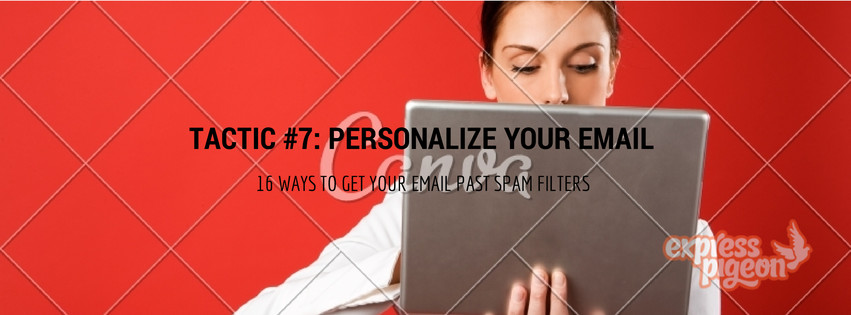 TACTIC #7: PERSONALIZE YOUR EMAIL
Canva
16 WAYS TO GET YOUR EMAIL PAST SPAM FILTERS
express
pigeon